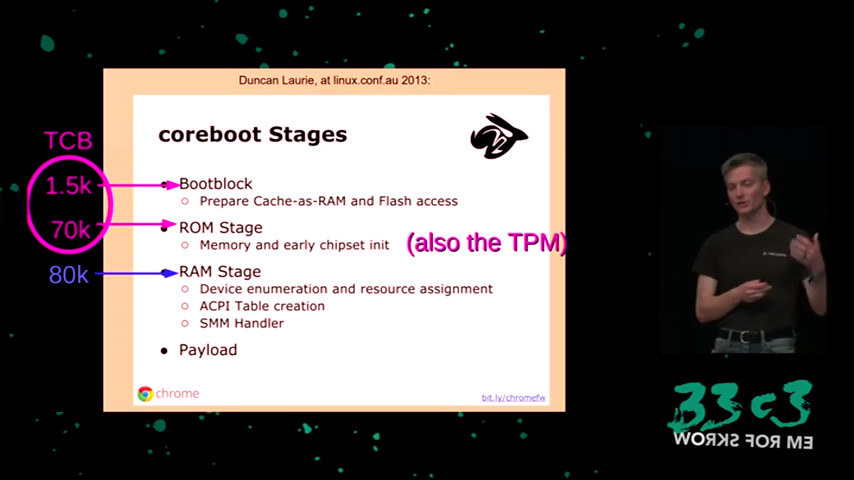 Duncan Laurie, at linux.conf.au 2013:
coreboot Stages
TCB
1.5k
Bootblock
Prepare Cache-as-RAM and Flash access
70k
ROM Stage
Memory and early chipset init
(also the TPM)
80k
RAM Stage
Device enumeration and resource assignment
ACPI Table creation
SMM Handler
Payload
chrome
bit.ly/chromefw
33c3
WORKS FOR ME